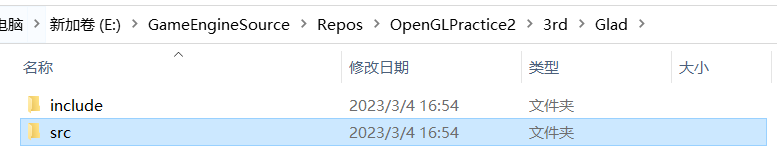 电脑 > 新加卷 (E:) > GameEngineSource > Repos > OpenGLPractice2 > 3rd > Glad >
名称 修改日期 类型 大小
include 2023/3/4 16:54 文件夹
src 2023/3/4 16:54 文件夹